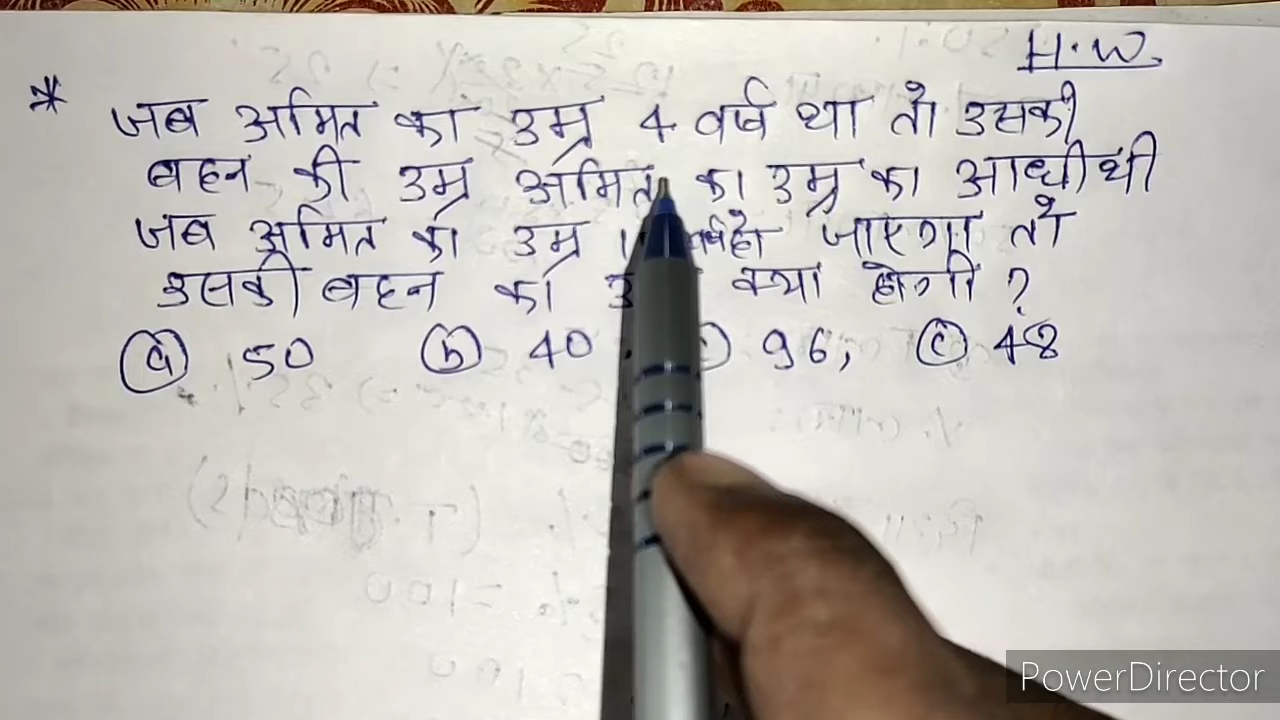 H.W.
* जब अमित का उम्र 4 वर्ष था तो उसकी
बहन की उम्र अमित का उम्र का आधी थी
जब अमित का उम्र हो जाएगा तो
उसकी बहन का क्या होगी ?
(a) 50 (b) 40 96, (c) 48
PowerDirector